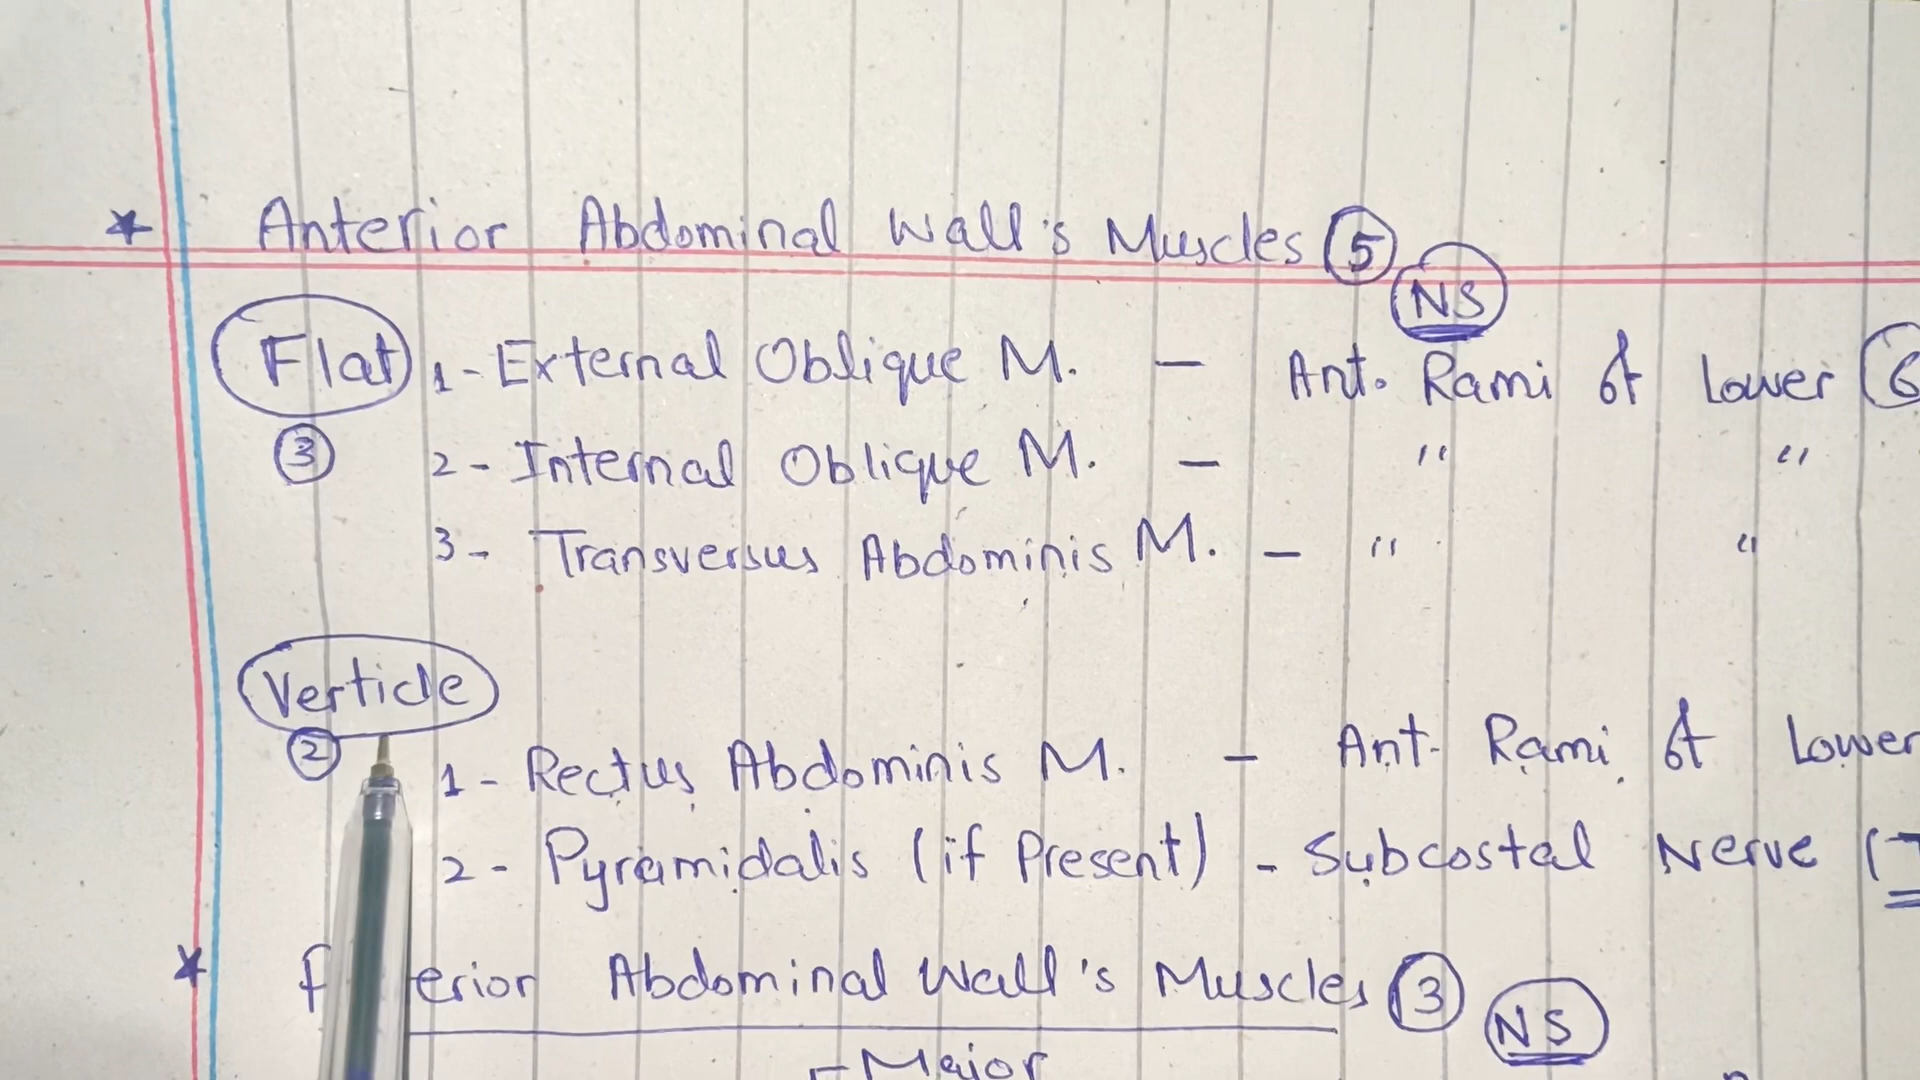 * Anterior Abdominal Wall's Muscles 5
NS
Flat 1- External Oblique M. - Ant. Rami of Lower 6
3 2- Internal Oblique M. - " "
3- Transversus Abdominis M. - " "
Verticle
2 1- Rectus Abdominis M. - Ant. Rami of Lower
2- Pyramidalis (if Present) - Subcostal Nerve (
* erior Abdominal Wall's Muscles 3
NS
Major